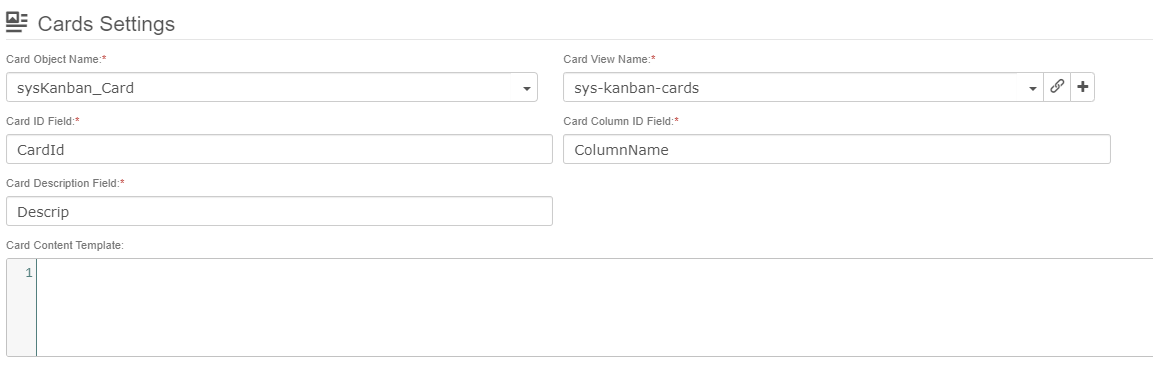 Cards Settings
Card Object Name:*
Card View Name:*
sysKanban_Card
sys-kanban-cards
Card ID Field:*
Card Column ID Field:*
CardId
ColumnName
Card Description Field:*
Descrip
Card Content Template:
1